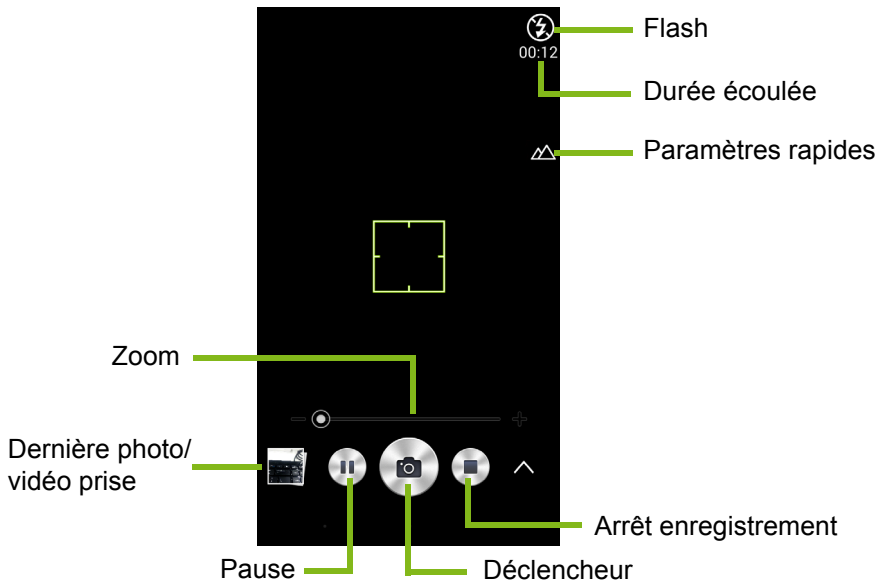 Flash
00:12
Durée écoulée
Paramètres rapides
Zoom
Dernière photo/
vidéo prise
Arrêt enregistrement
Pause
Déclencheur